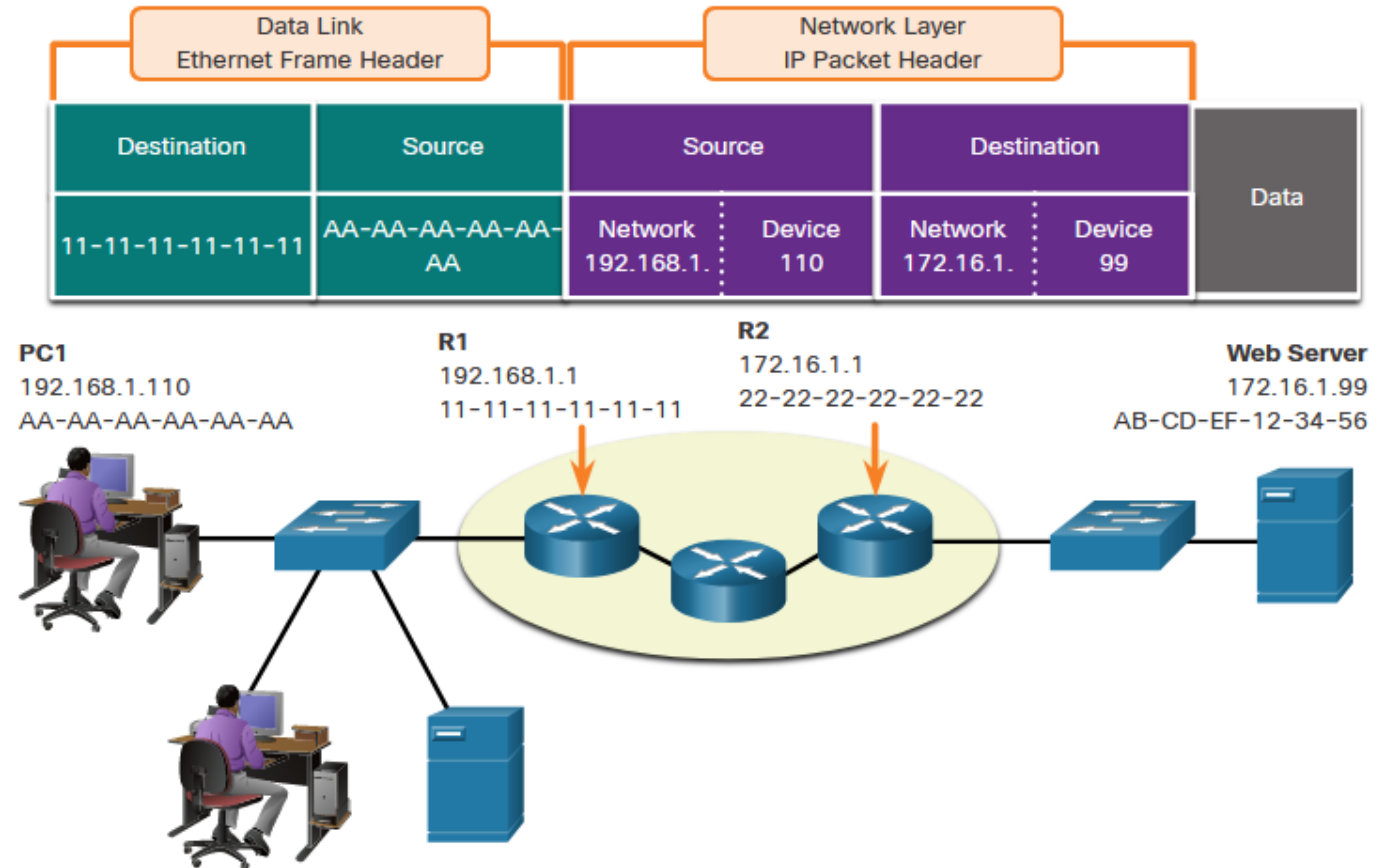 Data Link
Ethernet Frame Header
Network Layer
IP Packet Header
Destination
Source
Source
Destination
Data
11-11-11-11-11-11
AA-AA-AA-AA-AA-
AA
Network
192.168.1.
Device
110
Network
172.16.1.
Device
99
PC1
192.168.1.110
AA-AA-AA-AA-AA-AA
R1
192.168.1.1
11-11-11-11-11-11
R2
172.16.1.1
22-22-22-22-22-22
Web Server
172.16.1.99
AB-CD-EF-12-34-56